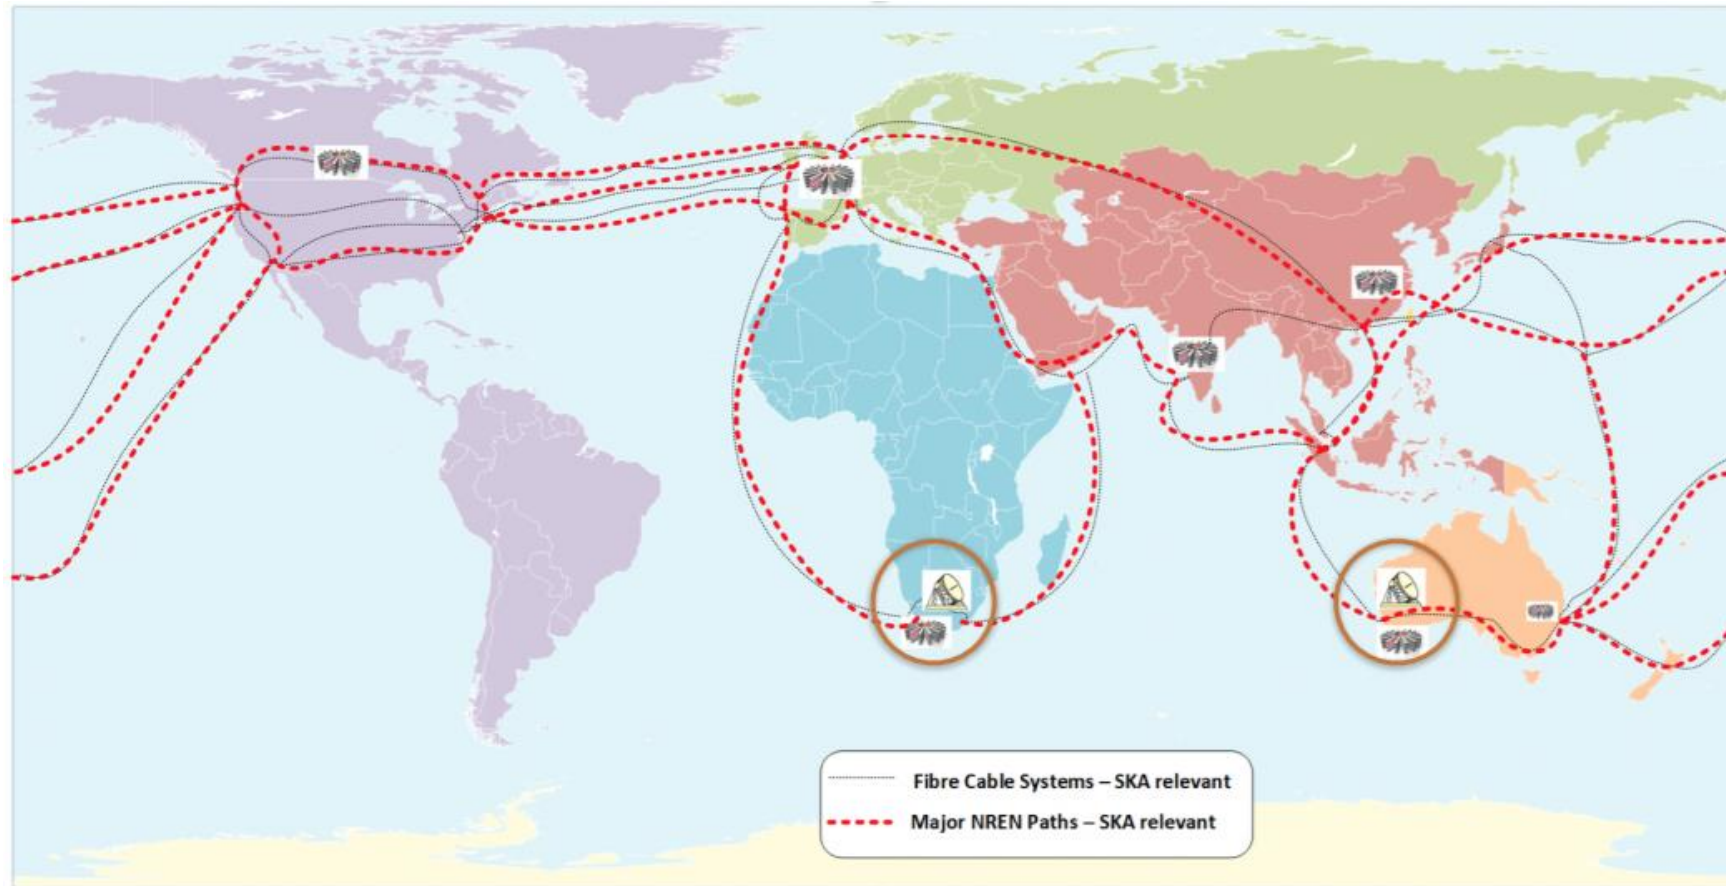 Fibre Cable Systems – SKA relevant
Major NREN Paths – SKA relevant